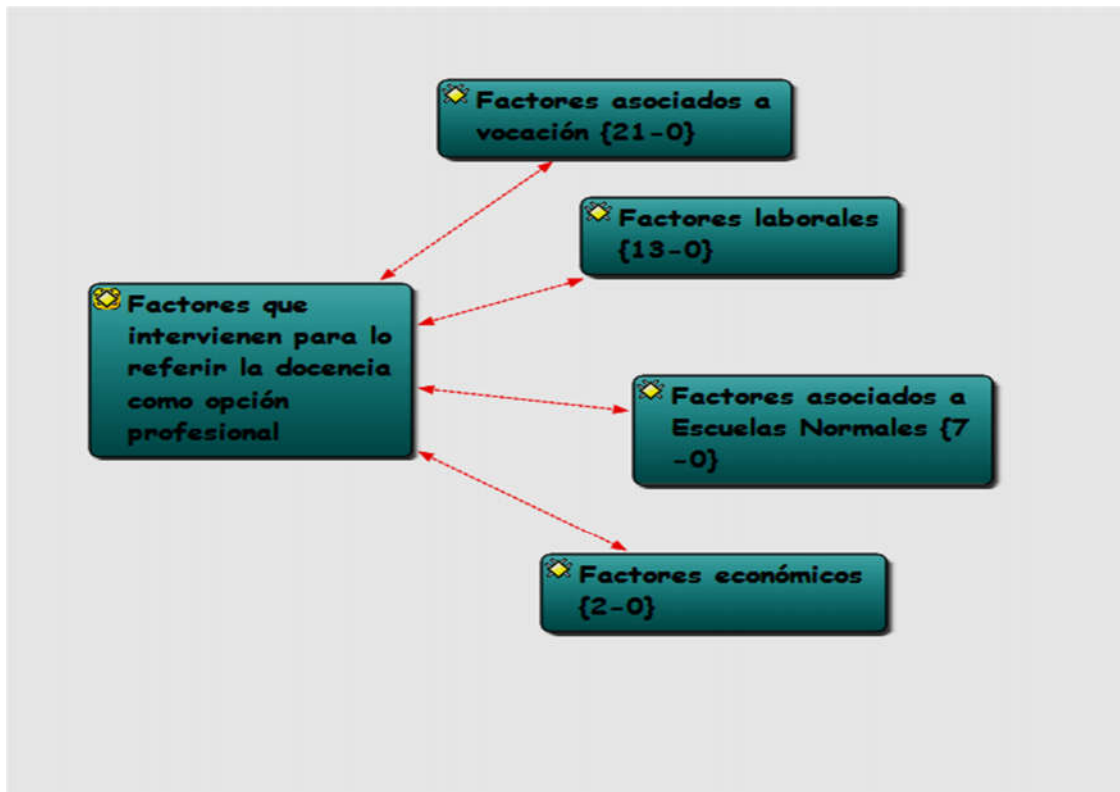 Factores asociados a
vocación {21-0}
Factores laborales
{13-0}
Factores que
intervienen para lo
referir la docencia
como opción
profesional
Factores asociados a
Escuelas Normales {7
-0}
Factores económicos
{2-0}